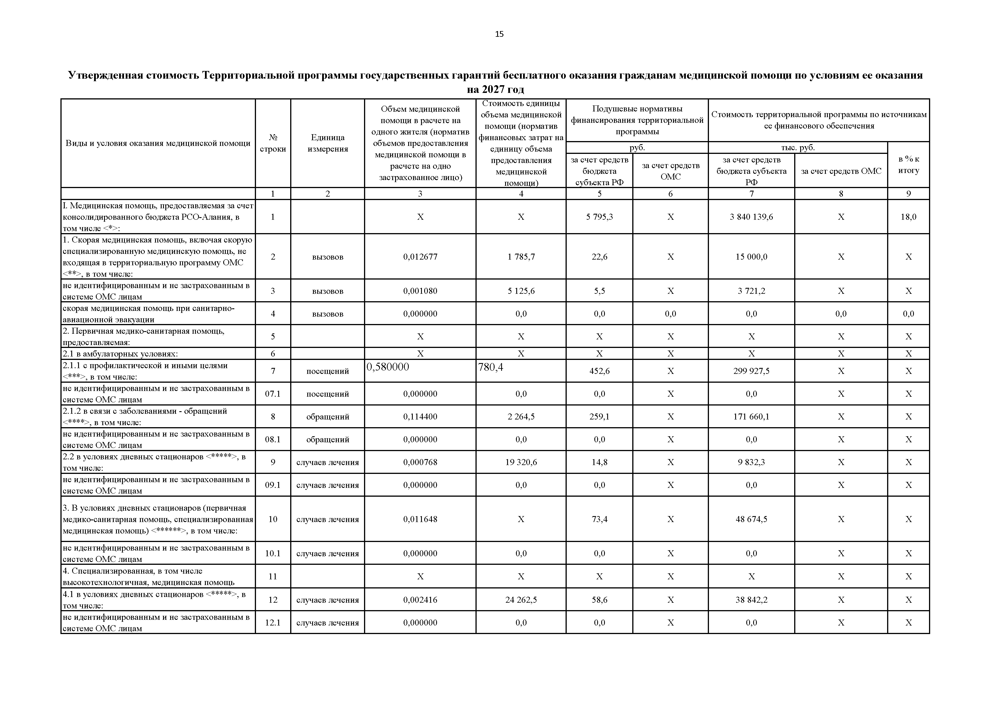 15
Утвержденная стоимость Территориальной программы государственных гарантий бесплатного оказания гражданам медицинской помощи по условиям ее оказания
на 2027 год
Виды и условия оказания медицинской помощи
№
строки
Единица
измерения
Объем медицинской
помощи в расчете на
одного жителя (норматив
объемов предоставления
медицинской помощи в
расчете на одно
застрахованное лицо)
Стоимость единицы
объема медицинской
помощи (норматив
финансовых затрат на
единицу объема
предоставления
медицинской
помощи)
Подушевые нормативы
финансирования территориальной
программы
Стоимость территориальной программы по источникам
ее финансового обеспечения
руб.
тыс. руб.
в % к
итогу
за счет средств
бюджета
субъекта РФ
за счет средств
ОМС
за счет средств
бюджета субъекта
РФ
за счет средств ОМС
1 2 3 4 5 6 7 8 9
I. Медицинская помощь, предоставляемая за счет
консолидированного бюджета РСО-Алания, в
том числе <*>:
1 X X 5 795,3 X 3 840 139,6 X 18,0
1. Скорая медицинская помощь, включая скорую
специализированную медицинскую помощь, не
входящая в территориальную программу ОМС
<**>, в том числе:
2 вызовов 0,012677 1 785,7 22,6 X 15 000,0 X X
не идентифицированным и не застрахованным в
системе ОМС лицам
3 вызовов 0,001080 5 125,6 5,5 X 3 721,2 X X
скорая медицинская помощь при санитарно-
авиационной эвакуации
4 вызовов 0,000000 0,0 0,0 0,0 0,0 0,0 0,0
2. Первичная медико-санитарная помощь,
предоставляемая:
5 X X X X X X X
2.1 в амбулаторных условиях: 6 X X X X X X X
2.1.1 с профилактической и иными целями
<***>, в том числе:
7 посещений 0,580000 780,4 452,6 X 299 927,5 X X
не идентифицированным и не застрахованным в
системе ОМС лицам
07.1 посещений 0,000000 0,0 0,0 X 0,0 X X
2.1.2 в связи с заболеваниями - обращений
<****>, в том числе:
8 обращений 0,114400 2 264,5 259,1 X 171 660,1 X X
не идентифицированным и не застрахованным в
системе ОМС лицам
08.1 обращений 0,000000 0,0 0,0 X 0,0 X X
2.2 в условиях дневных стационаров <*****>, в
том числе:
9 случаев лечения 0,000768 19 320,6 14,8 X 9 832,3 X X
не идентифицированным и не застрахованным в
системе ОМС лицам
09.1 случаев лечения 0,000000 0,0 0,0 X 0,0 X X
3. В условиях дневных стационаров (первичная
медико-санитарная помощь, специализированная
медицинская помощь) <******>, в том числе:
10 случаев лечения 0,011648 X 73,4 X 48 674,5 X X
не идентифицированным и не застрахованным в
системе ОМС лицам
10.1 случаев лечения 0,000000 0,0 0,0 X 0,0 X X
4. Специализированная, в том числе
высокотехнологичная, медицинская помощь
11 X X X X X X X
4.1 в условиях дневных стационаров <*****>, в
том числе:
12 случаев лечения 0,002416 24 262,5 58,6 X 38 842,2 X X
не идентифицированным и не застрахованным в
системе ОМС лицам
12.1 случаев лечения 0,000000 0,0 0,0 X 0,0 X X